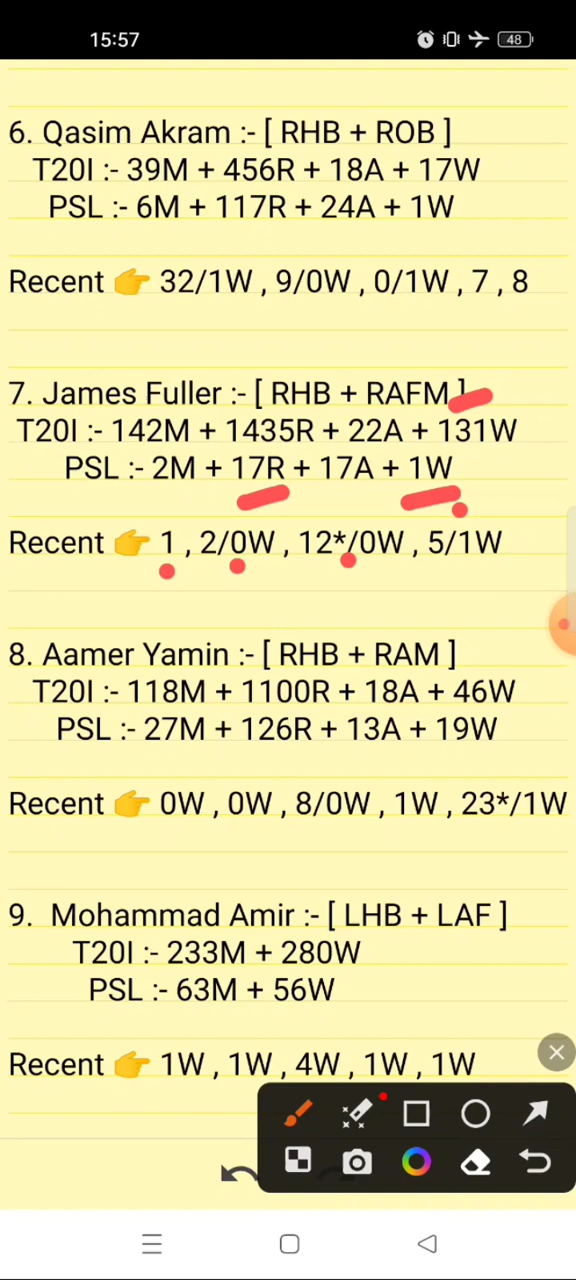 15:57
48
6. Qasim Akram :- [ RHB + ROB ]
T20I :- 39M + 456R + 18A + 17W
PSL :- 6M + 117R + 24A + 1W
Recent 👉 32/1W , 9/0W , 0/1W , 7 , 8
7. James Fuller :- [ RHB + RAFM ]
T20I :- 142M + 1435R + 22A + 131W
PSL :- 2M + 17R + 17A + 1W
Recent 👉 1 , 2/0W , 12*/0W , 5/1W
8. Aamer Yamin :- [ RHB + RAM ]
T20I :- 118M + 1100R + 18A + 46W
PSL :- 27M + 126R + 13A + 19W
Recent 👉 0W , 0W , 8/0W , 1W , 23*/1W
9. Mohammad Amir :- [ LHB + LAF ]
T20I :- 233M + 280W
PSL :- 63M + 56W
Recent 👉 1W , 1W , 4W , 1W , 1W